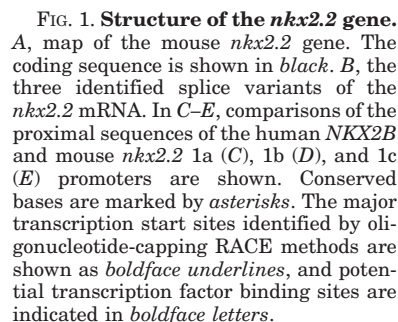 FIG. 1. Structure of the nkx2.2 gene.
A, map of the mouse nkx2.2 gene. The
coding sequence is shown in black. B, the
three identified splice variants of the
nkx2.2 mRNA. In C–E, comparisons of the
proximal sequences of the human NKX2B
and mouse nkx2.2 1a (C), 1b (D), and 1c
(E) promoters are shown. Conserved
bases are marked by asterisks. The major
transcription start sites identified by oli-
gonucleotide-capping RACE methods are
shown as boldface underlines, and poten-
tial transcription factor binding sites are
indicated in boldface letters.